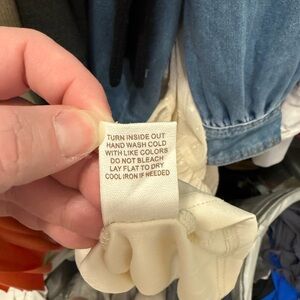 TURN INSIDE OUT
HAND WASH COLD
WITH LIKE COLORS
DO NOT BLEACH
LAY FLAT TO DRY
COOL IRON IF NEEDED